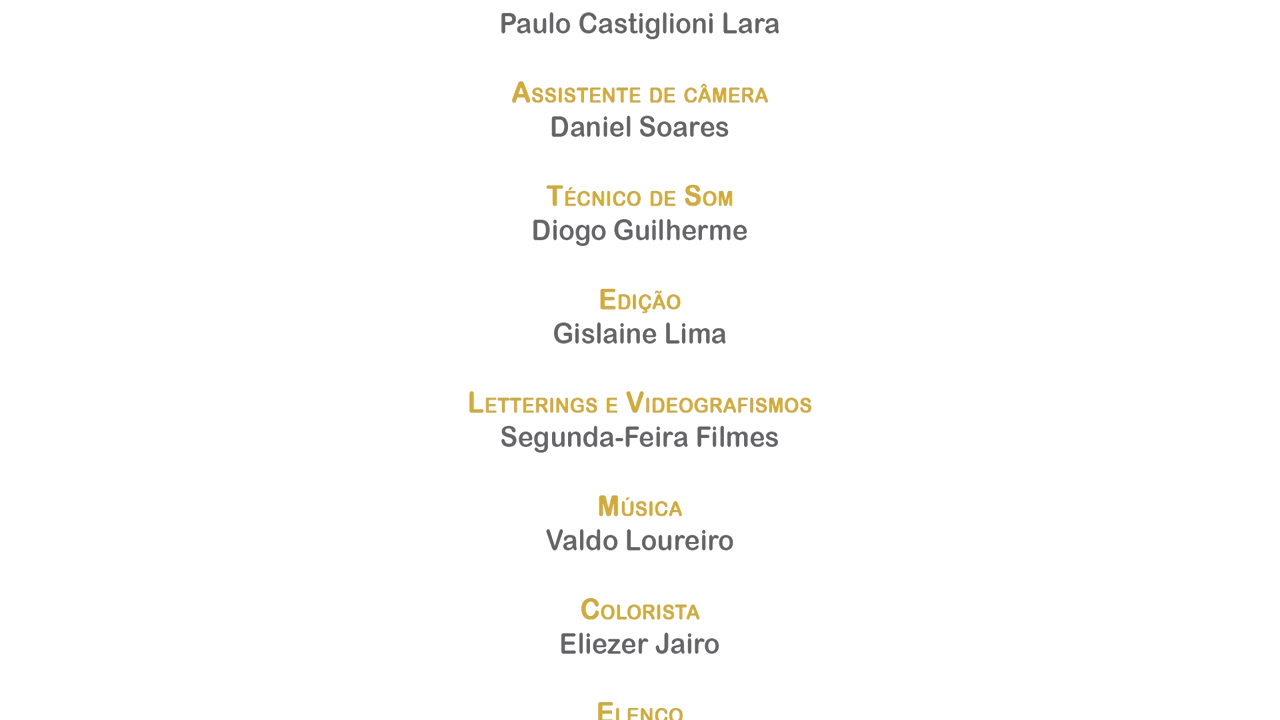 Paulo Castiglioni Lara
Assistente de câmera
Daniel Soares
Técnico de Som
Diogo Guilherme
Edição
Gislaine Lima
Letterings e Videografismos
Segunda-Feira Filmes
Música
Valdo Loureiro
Colorista
Eliezer Jairo
Elenco